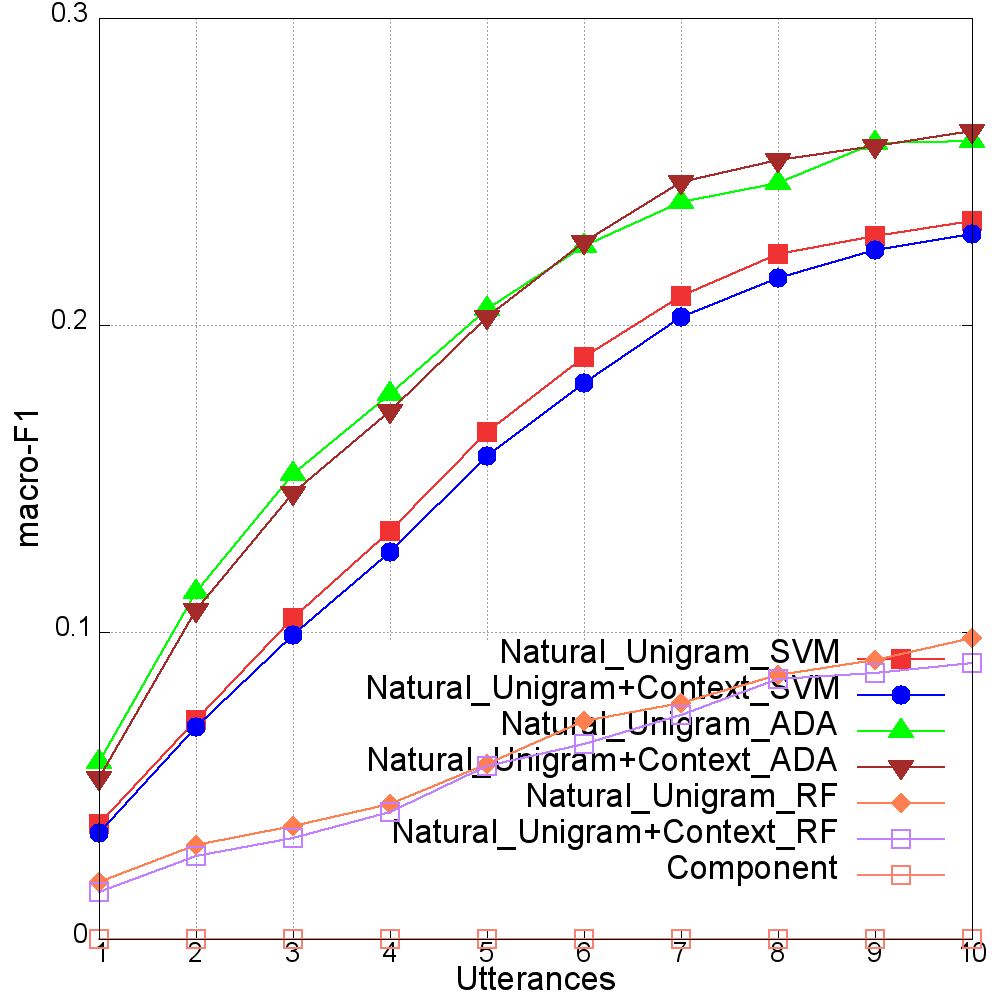 0.3
0.2
0.1
0
macro-F1
Natural_Unigram_SVM
Natural_Unigram+Context_SVM
Natural_Unigram_ADA
Natural_Unigram+Context_ADA
Natural_Unigram_RF
Natural_Unigram+Context_RF
Component
1 2 3 4 5 6 7 8 9 10
Utterances